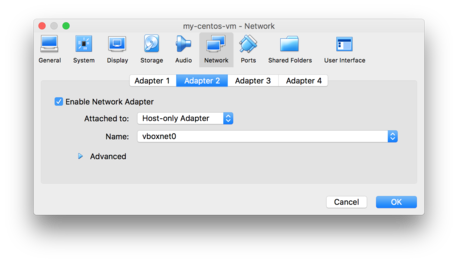 my-centos-vm - Network
General System Display Storage Audio Network Ports Shared Folders User Interface
Adapter 1 Adapter 2 Adapter 3 Adapter 4
Enable Network Adapter
Attached to: Host-only Adapter
Name: vboxnet0
Advanced
Cancel OK